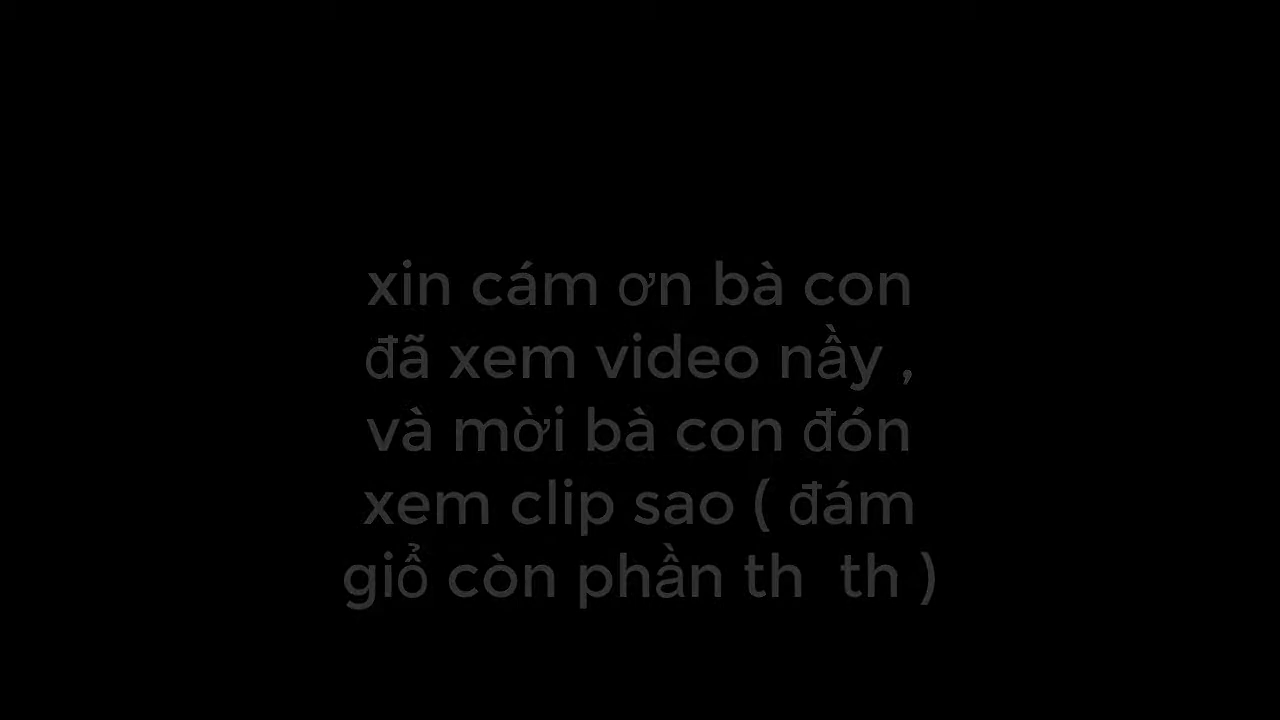 xin cám ơn bà con
đã xem video nầy ,
và mời bà con đón
xem clip sao ( đám
giổ còn phần th  th )